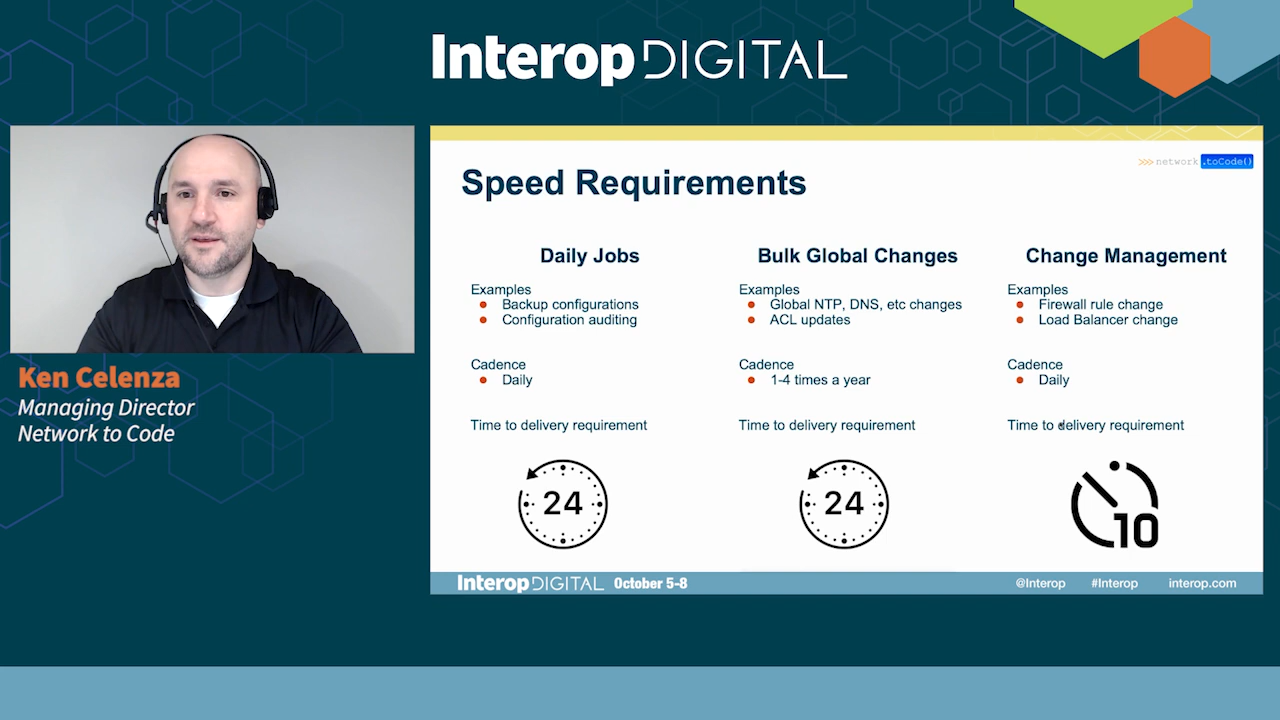 Interop DIGITAL
Ken Celenza
Managing Director
Network to Code
>>> network .toCode()
Speed Requirements
Daily Jobs
Examples
● Backup configurations
● Configuration auditing
Cadence
● Daily
Time to delivery requirement
24
Bulk Global Changes
Examples
● Global NTP, DNS, etc changes
● ACL updates
Cadence
● 1-4 times a year
Time to delivery requirement
24
Change Management
Examples
● Firewall rule change
● Load Balancer change
Cadence
● Daily
Time to delivery requirement
10
Interop DIGITAL October 5-8
@Interop #Interop interop.com